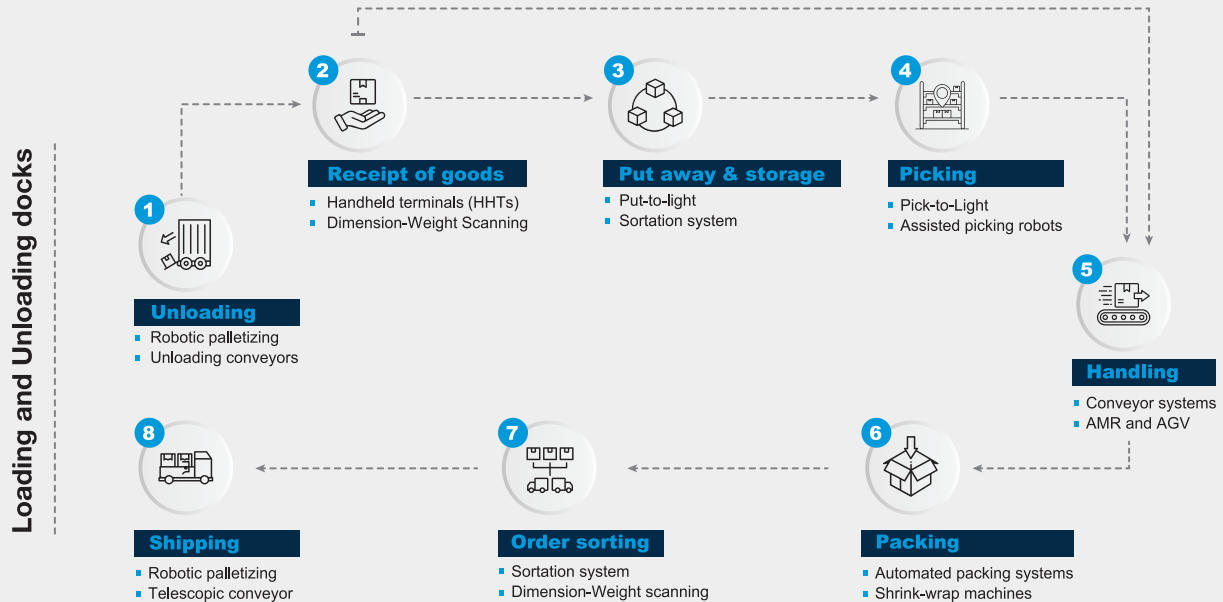 Loading and Unloading docks
1
Unloading
Robotic palletizing
Unloading conveyors
2
Receipt of goods
Handheld terminals (HHTs)
Dimension-Weight Scanning
3
Put away & storage
Put-to-light
Sortation system
4
Picking
Pick-to-Light
Assisted picking robots
5
Handling
Conveyor systems
AMR and AGV
6
Packing
Automated packing systems
Shrink-wrap machines
7
Order sorting
Sortation system
Dimension-Weight scanning
8
Shipping
Robotic palletizing
Telescopic conveyor